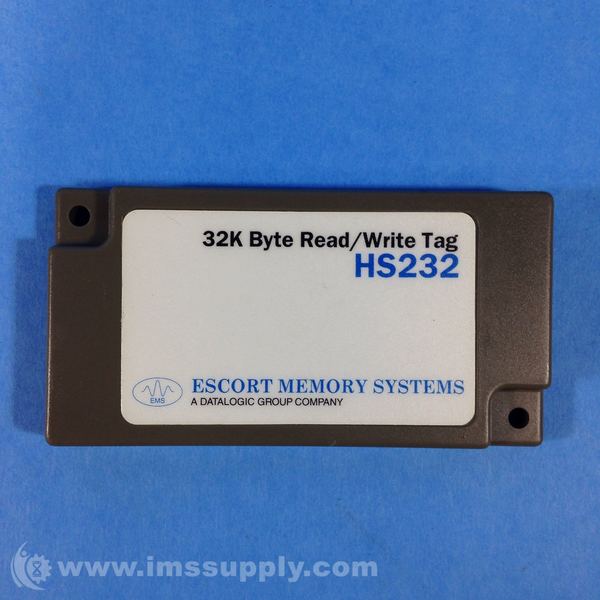 32K Byte Read/Write Tag
HS232
EMS
ESCORT MEMORY SYSTEMS
A DATALOGIC GROUP COMPANY
www.imssupply.com